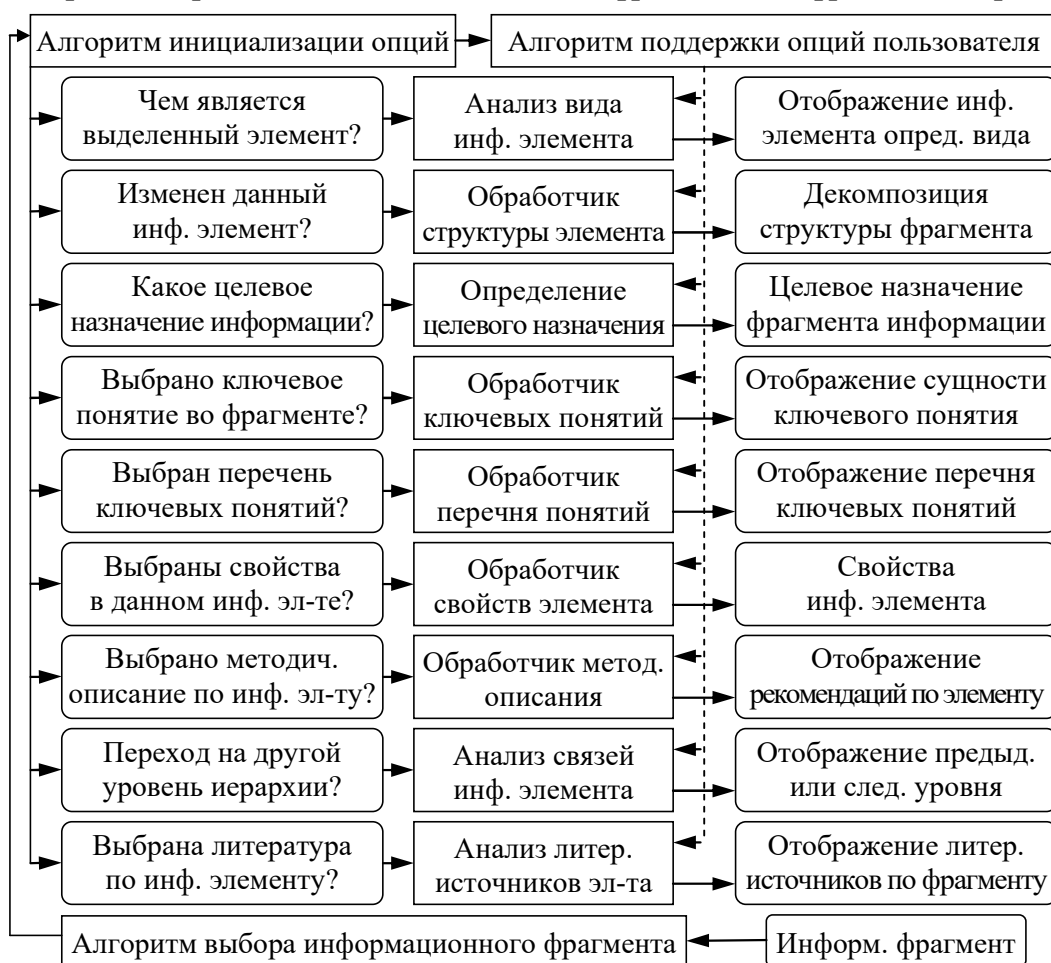 Алгоритм инициализации опций
Алгоритм поддержки опций пользователя
Чем является
выделенный элемент?
Анализ вида
инф. элемента
Отображение инф.
элемента опред. вида
Изменен данный
инф. элемент?
Обработчик
структуры элемента
Декомпозиция
структуры фрагмента
Какое целевое
назначение информации?
Определение
целевого назначения
Целевое назначение
фрагмента информации
Выбрано ключевое
понятие во фрагменте?
Обработчик
ключевых понятий
Отображение сущности
ключевого понятия
Выбран перечень
ключевых понятий?
Обработчик
перечня понятий
Отображение перечня
ключевых понятий
Выбраны свойства
в данном инф. эл-те?
Обработчик
свойств элемента
Свойства
инф. элемента
Выбрано методич.
описание по инф. эл-ту?
Обработчик метод.
описания
Отображение
рекомендаций по элементу
Переход на другой
уровень иерархии?
Анализ связей
инф. элемента
Отображение предыд.
или след. уровня
Выбрана литература
по инф. элементу?
Анализ литер.
источников эл-та
Отображение литер.
источников по фрагменту
Алгоритм выбора информационного фрагмента
Информ. фрагмент